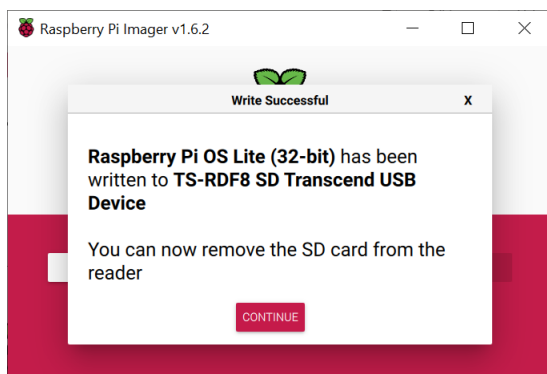 Raspberry Pi Imager v1.6.2
Write Successful
X
Raspberry Pi OS Lite (32-bit) has been
written to TS-RDF8 SD Transcend USB
Device
You can now remove the SD card from the
reader
CONTINUE